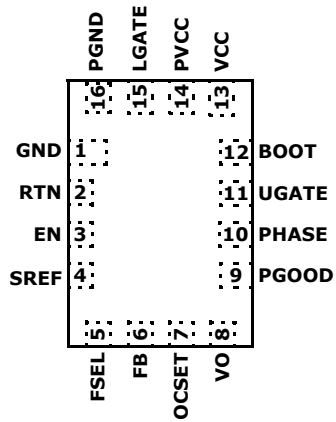 PGND
LGATE
PVCC
VCC
16
15
14
13
GND 1
12 BOOT
RTN 2
11 UGATE
EN 3
10 PHASE
SREF 4
9 PGOOD
5
6
7
8
FSEL
FB
OCSET
VO